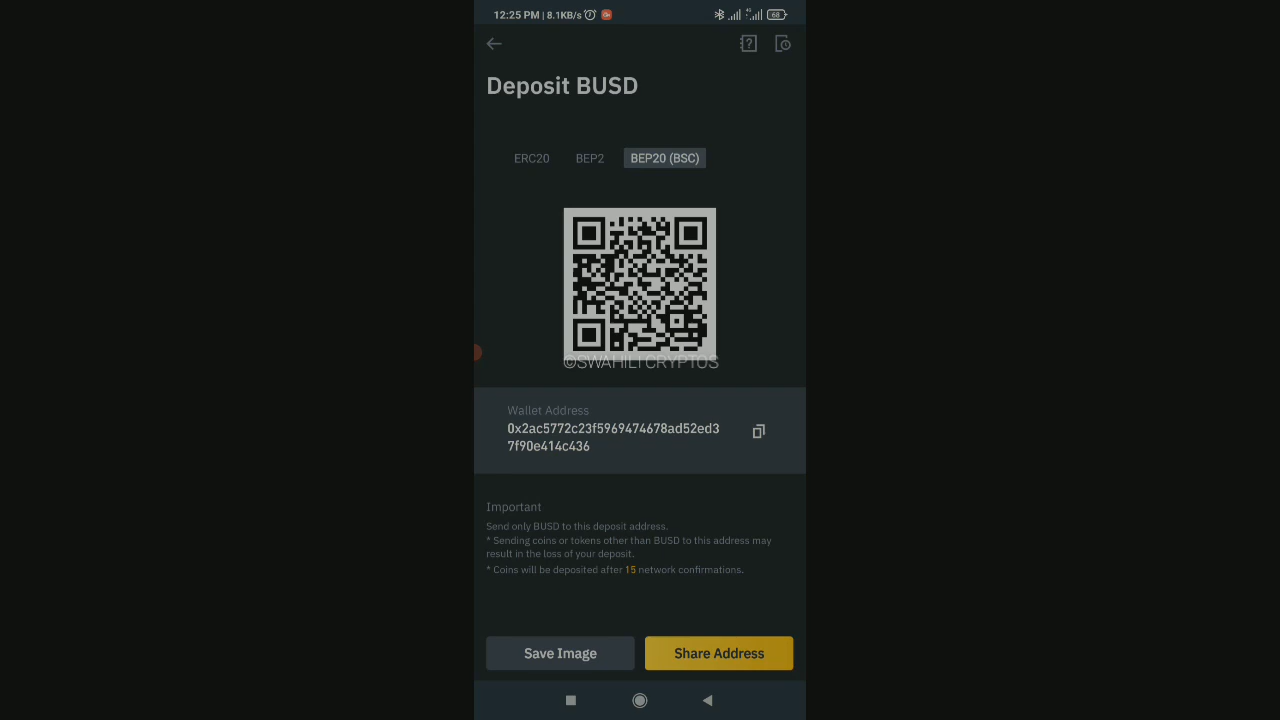 12:25 PM | 8.1KB/s
4G
68
Deposit BUSD
ERC20 BEP2 BEP20 (BSC)
©SWAHILI CRYPTOS
Wallet Address
0x2ac5772c23f5969474678ad52ed3
7f90e414c436
Important
Send only BUSD to this deposit address.
* Sending coins or tokens other than BUSD to this address may
result in the loss of your deposit.
* Coins will be deposited after 15 network confirmations.
Save Image Share Address